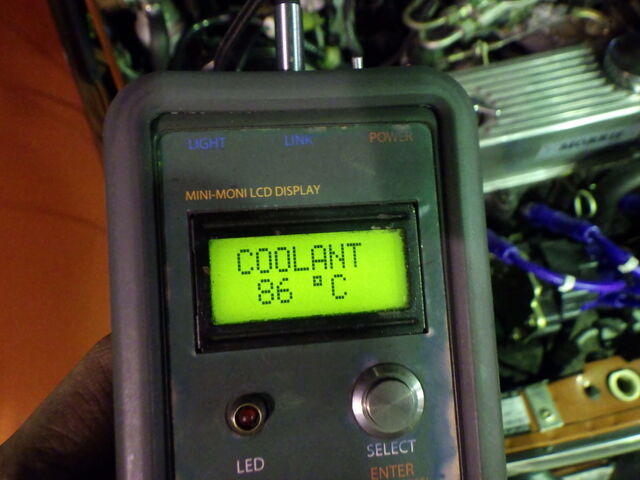 LIGHT LINK POWER
MINI-MONI LCD DISPLAY
COOLANT
86 °C
LED
SELECT
ENTER